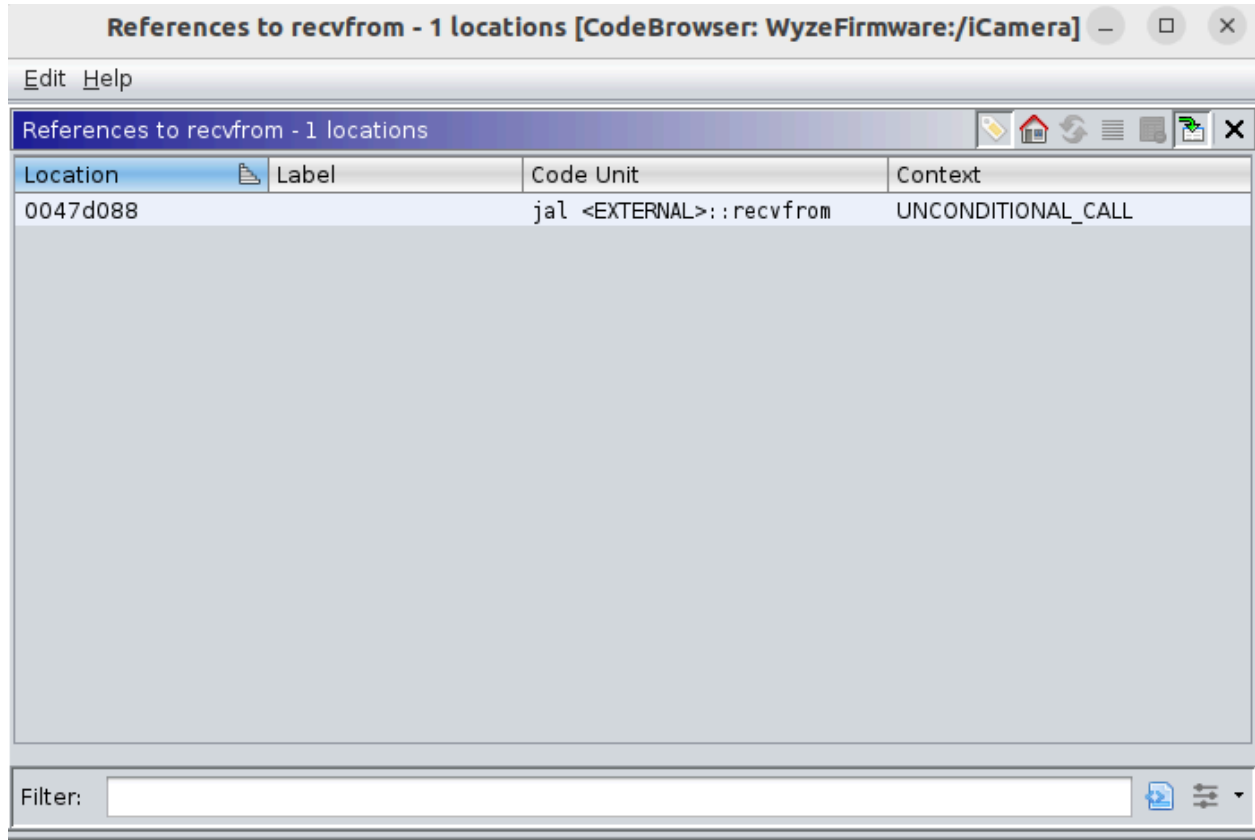 References to recvfrom - 1 locations [CodeBrowser: WyzeFirmware:/iCamera]
Edit Help
References to recvfrom - 1 locations
Location Label Code Unit Context
0047d088 jal <EXTERNAL>::recvfrom UNCONDITIONAL_CALL
Filter: